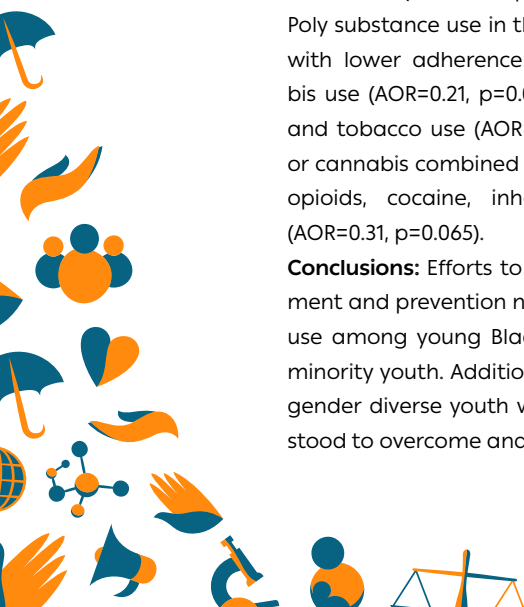 Poly substance use in th
with lower adherence
bis use (AOR=0.21, p=0.0
and tobacco use (AOR
or cannabis combined
opioids, cocaine, inh
(AOR=0.31, p=0.065).
Conclusions: Efforts to
ment and prevention n
use among young Blac
minority youth. Additio
gender diverse youth w
stood to overcome and